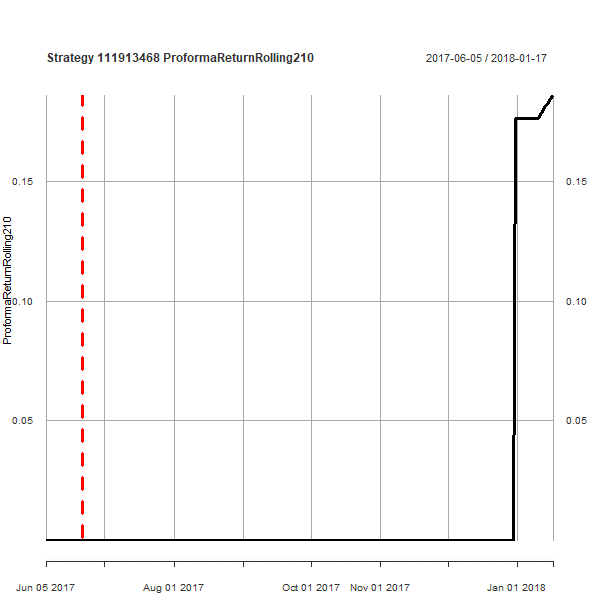 Strategy 111913468 ProformaReturnRolling210
2017-06-05 / 2018-01-17
ProformaReturnRolling210
0.15
0.15
0.10
0.10
0.05
0.05
Jun 05 2017
Aug 01 2017
Oct 01 2017
Nov 01 2017
Jan 01 2018